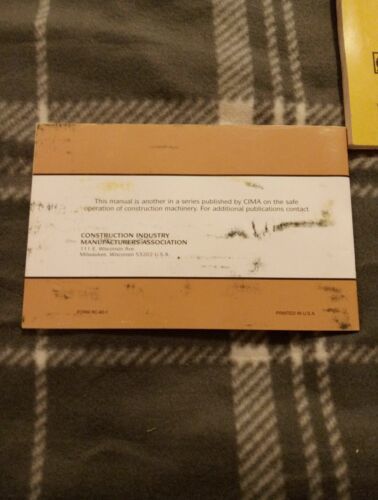 This manual is another in a series published by CIMA on the safe
operation of construction machinery. For additional publications contact
CONSTRUCTION INDUSTRY
MANUFACTURERS ASSOCIATION
111 E. Wisconsin Ave.
Milwaukee, Wisconsin 53202 U.S.A.
PRINTED IN U.S.A.